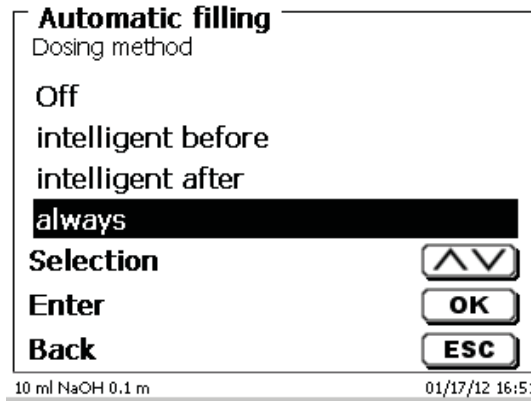 Automatic filling
Dosing method
Off
intelligent before
intelligent after
always
Selection
Enter OK
Back ESC
10 ml NaOH 0.1 m 01/17/12 16:5